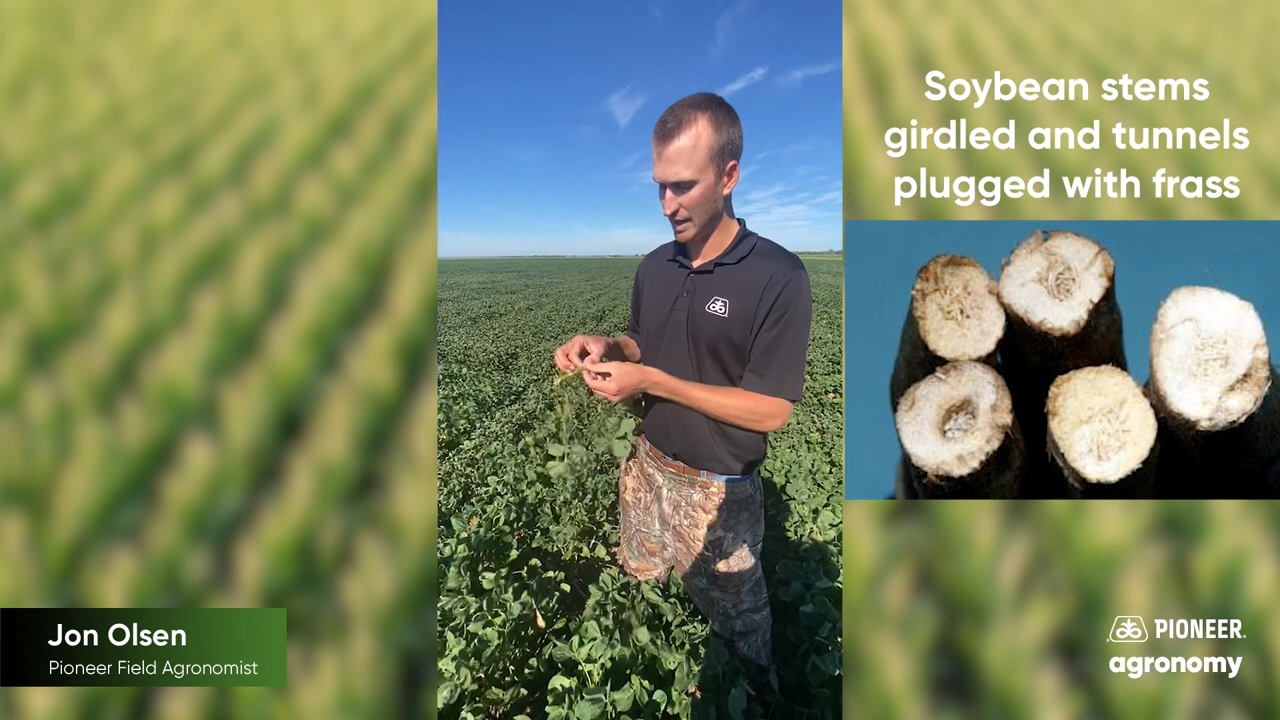 Soybean stems
girdled and tunnels
plugged with frass
Jon Olsen
Pioneer Field Agronomist
PIONEER.
agronomy